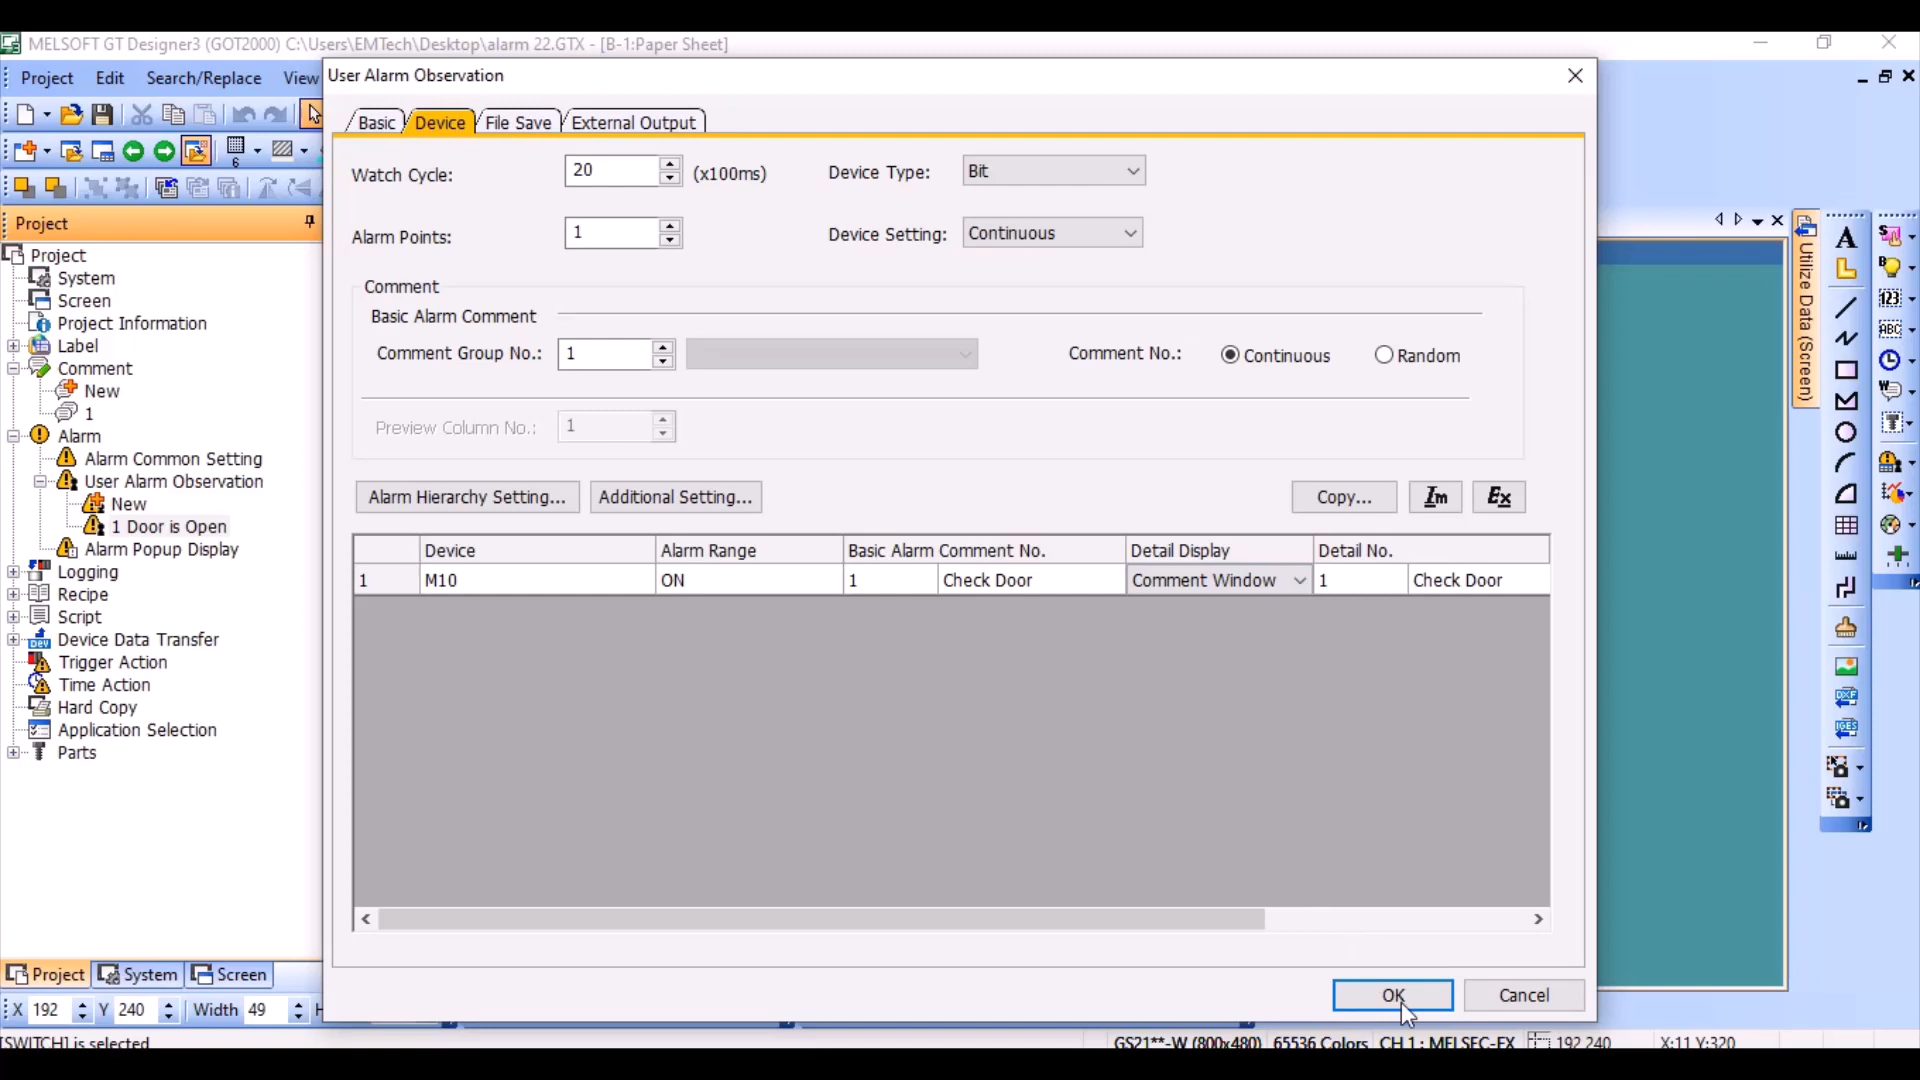 MELSOFT GT Designer3 (GOT2000) C:\Users\EMTech\Desktop\alarm 22.GTX - [B-1:Paper Sheet]
Project Edit Search/Replace View
User Alarm Observation
Basic Device File Save External Output
Watch Cycle: 20 (x100ms) Device Type: Bit
Alarm Points: 1 Device Setting: Continuous
Comment
Basic Alarm Comment
Comment Group No.: 1 Comment No.: Continuous Random
Preview Column No.: 1
Alarm Hierarchy Setting... Additional Setting... Copy... Im Ex
Device Alarm Range Basic Alarm Comment No. Detail Display Detail No.
1 M10 ON 1 Check Door Comment Window 1 Check Door
OK Cancel
6
Project
Project
System
Screen
Project Information
Label
Comment
New
1
Alarm
Alarm Common Setting
User Alarm Observation
New
1 Door is Open
Alarm Popup Display
Logging
Recipe
Script
Device Data Transfer
Trigger Action
Time Action
Hard Copy
Application Selection
Parts
Project System Screen
X 192 Y 240 Width 49 H
[SWITCH] is selected
GS21**-W (800x480) 65536 Colors CH 1 : MELSEC-FX 192,240 X:11 Y:320
Utilize Data (Screen)
A
123
ABC
DXF
IGES